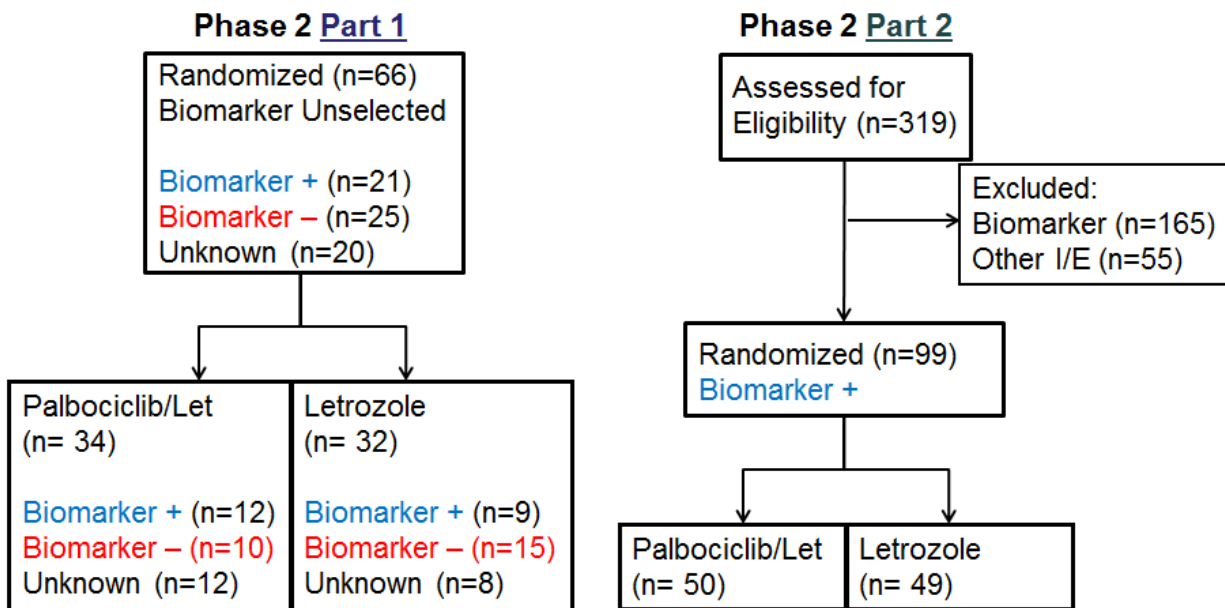 Phase 2 Part 1
Randomized (n=66)
Biomarker Unselected
Biomarker + (n=21)
Biomarker – (n=25)
Unknown (n=20)
Palbociclib/Let
(n= 34)
Biomarker + (n=12)
Biomarker – (n=10)
Unknown (n=12)
Letrozole
(n= 32)
Biomarker + (n=9)
Biomarker – (n=15)
Unknown (n=8)
Phase 2 Part 2
Assessed for
Eligibility (n=319)
Excluded:
Biomarker (n=165)
Other I/E (n=55)
Randomized (n=99)
Biomarker +
Palbociclib/Let
(n= 50)
Letrozole
(n= 49)